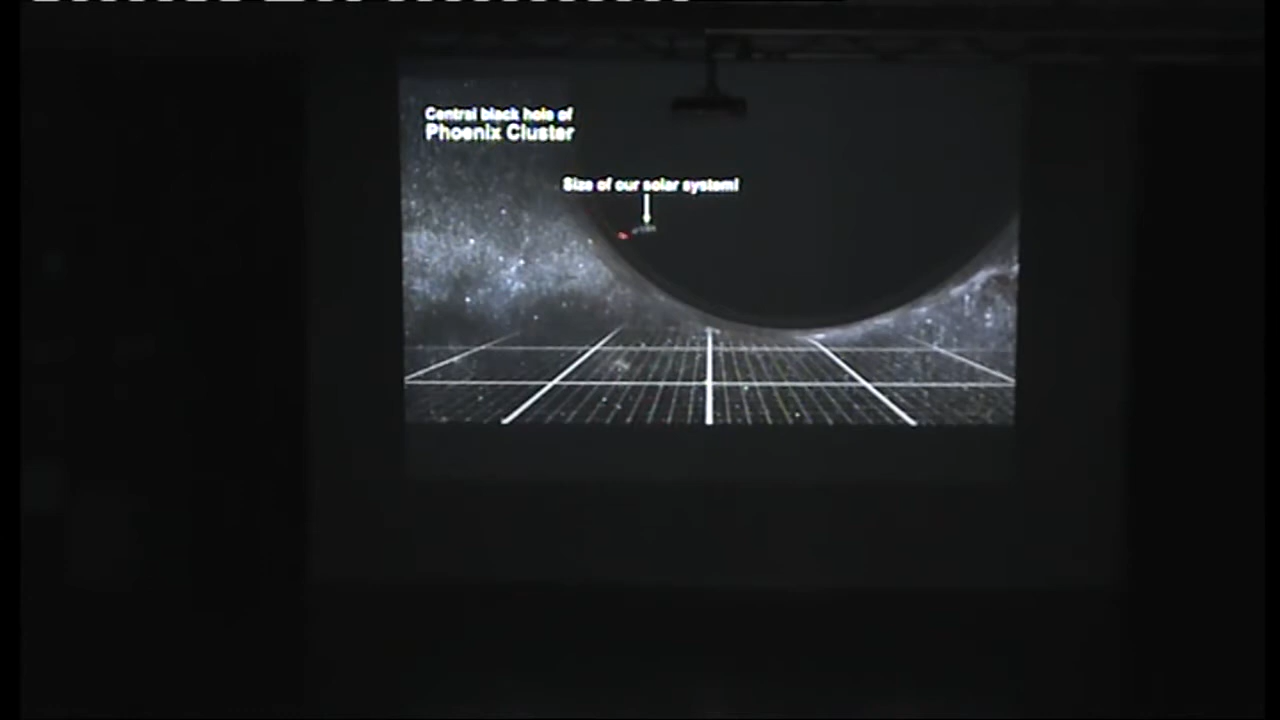 Central black hole of
Phoenix Cluster
Size of our solar system!